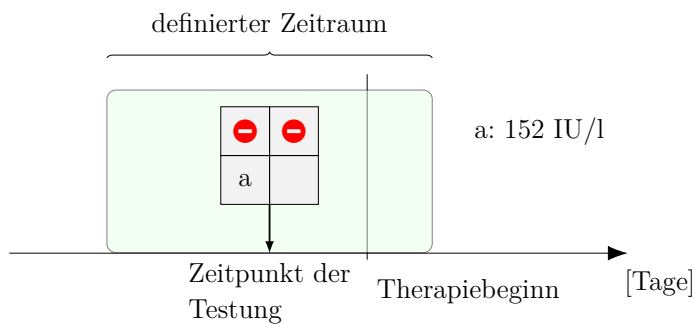 definierter Zeitraum
a: 152 IU/l
a
Zeitpunkt der
Testung
Therapiebeginn
[Tage]